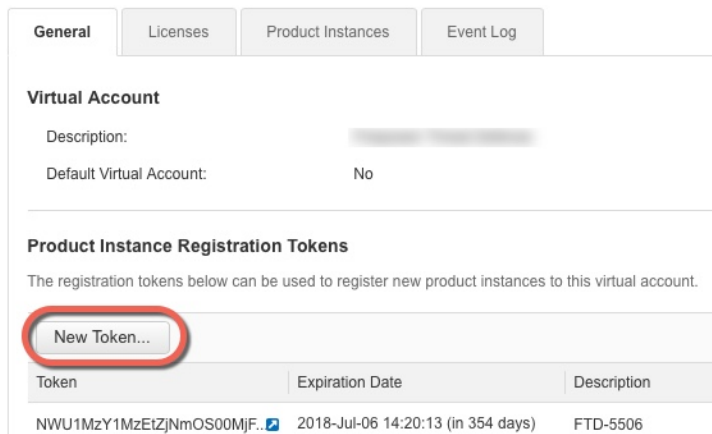 General Licenses Product Instances Event Log
Virtual Account
Description:
Default Virtual Account: No
Product Instance Registration Tokens
The registration tokens below can be used to register new product instances to this virtual account.
New Token...
Token Expiration Date Description
NWU1MzY1MzEtZjNmOS00MjF.. 2018-Jul-06 14:20:13 (in 354 days) FTD-5506